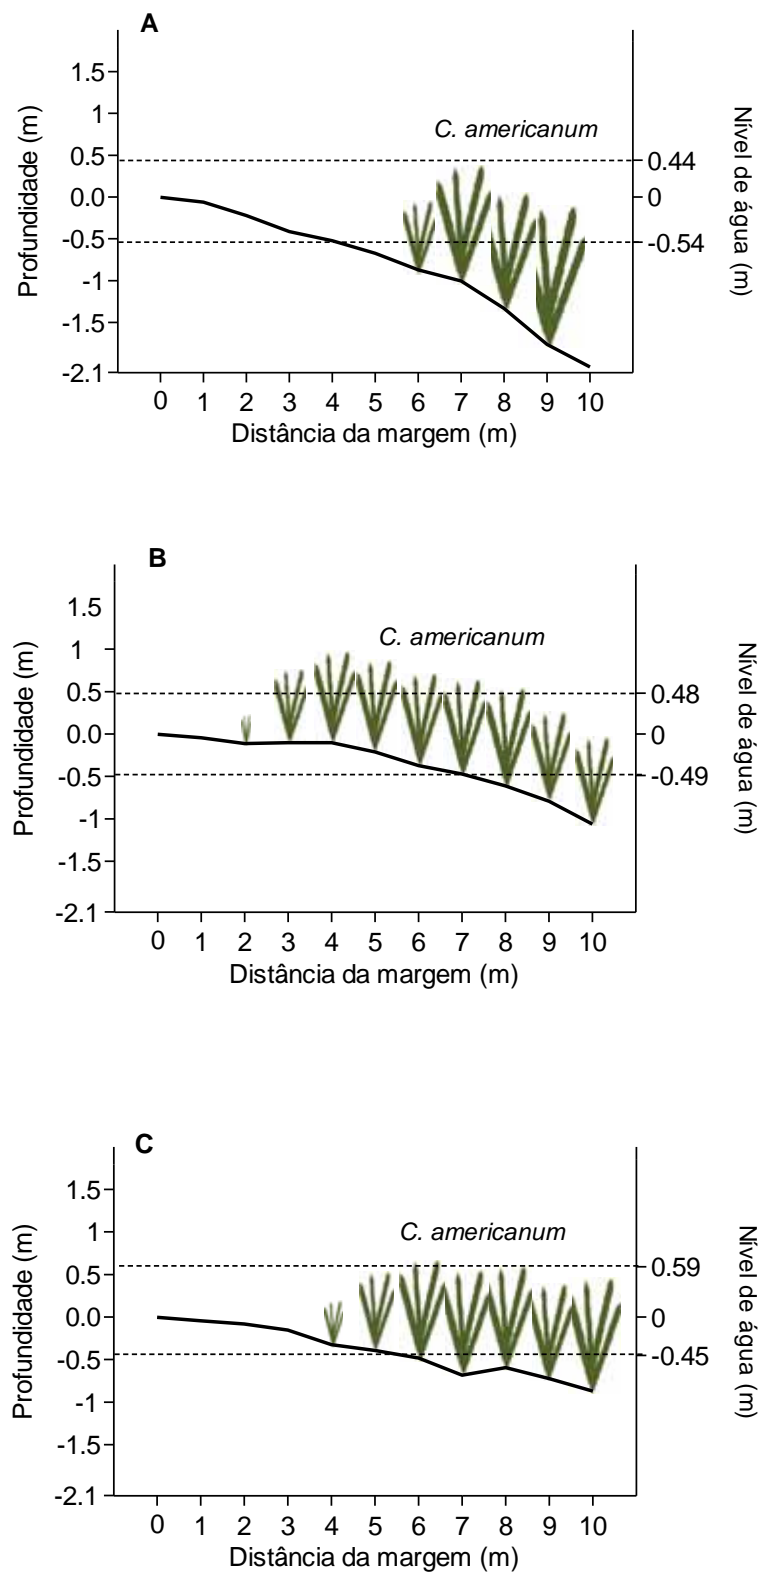 A
C. americanum
Profundidade (m)
1.5
1
0.5
0.0
-0.5
-1
-1.5
-2.1
0.44
0
-0.54
Nível de água (m)
0 1 2 3 4 5 6 7 8 9 10
Distância da margem (m)
B
C. americanum
Profundidade (m)
1.5
1
0.5
0.0
-0.5
-1
-1.5
-2.1
0.48
0
-0.49
Nível de água (m)
0 1 2 3 4 5 6 7 8 9 10
Distância da margem (m)
C
C. americanum
Profundidade (m)
1.5
1
0.5
0.0
-0.5
-1
-1.5
-2.1
0.59
0
-0.45
Nível de água (m)
0 1 2 3 4 5 6 7 8 9 10
Distância da margem (m)